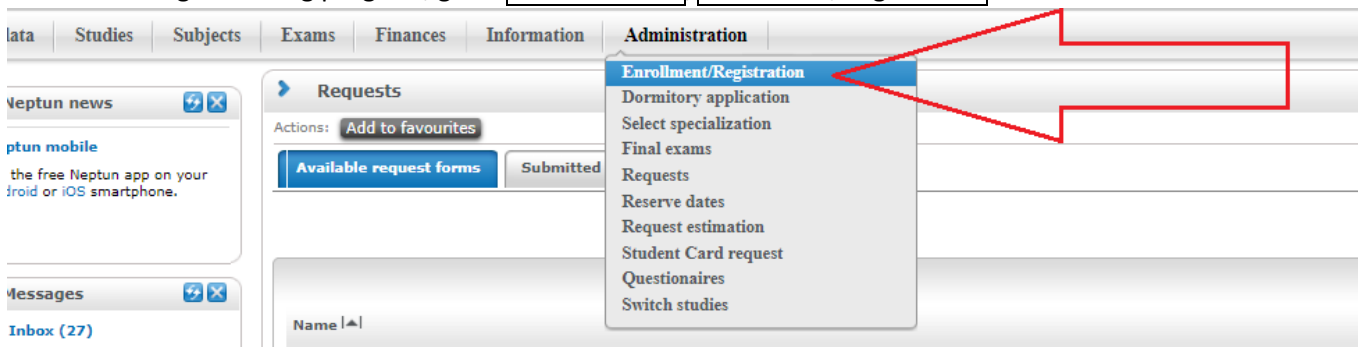 lata Studies Subjects Exams Finances Information Administration
Neptun news
ptun mobile
the free Neptun app on your
droid or iOS smartphone.
Messages
Inbox (27)
Requests
Actions: Add to favourites
Available request forms Submitted
Name
Enrollment/Registration
Dormitory application
Select specialization
Final exams
Requests
Reserve dates
Request estimation
Student Card request
Questionaires
Switch studies